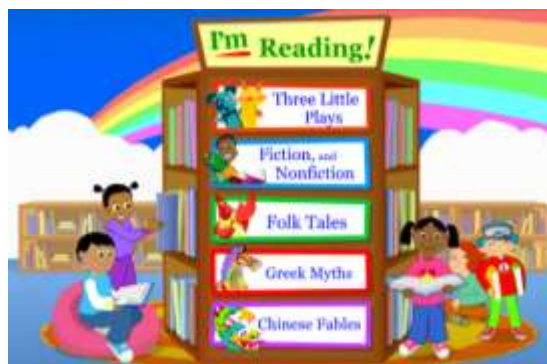 I'm Reading!
Three Little
Plays
Fiction, and
Nonfiction
Folk Tales
Greek Myths
Chinese Fables